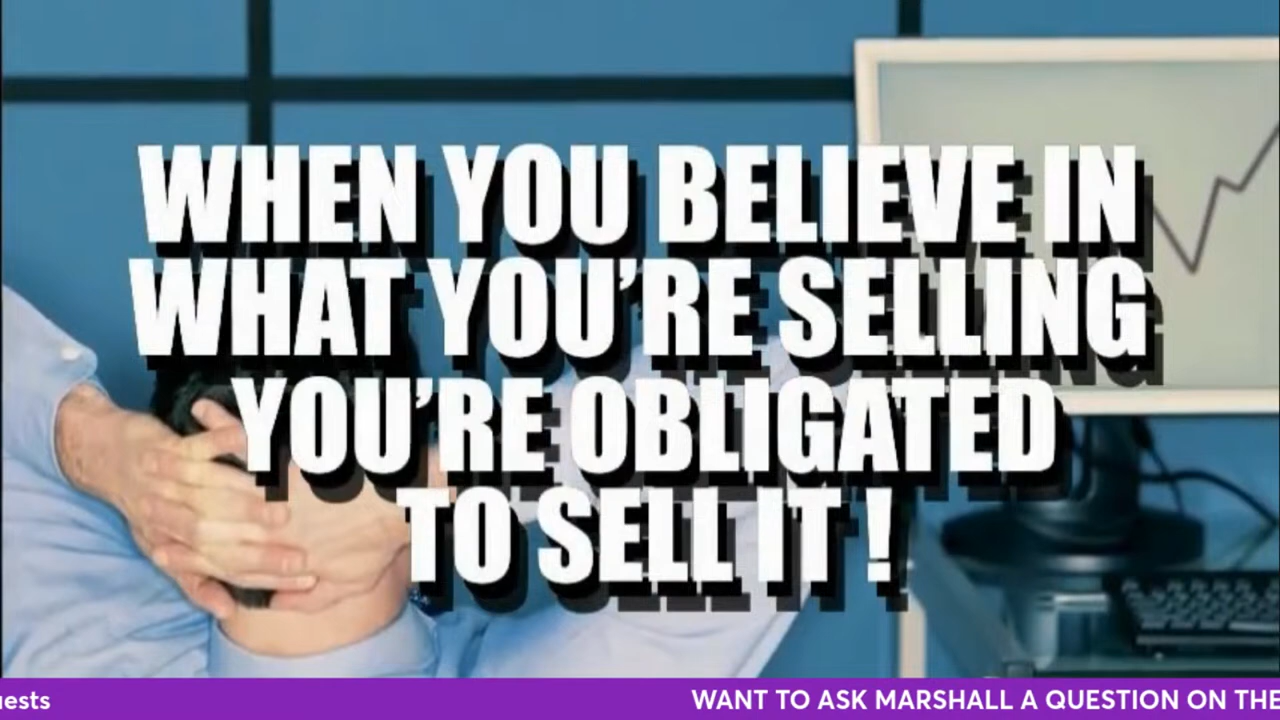 WHEN YOU BELIEVE IN
WHAT YOU'RE SELLING
YOU'RE OBLIGATED
TO SELL IT !
WANT TO ASK MARSHALL A QUESTION ON THE